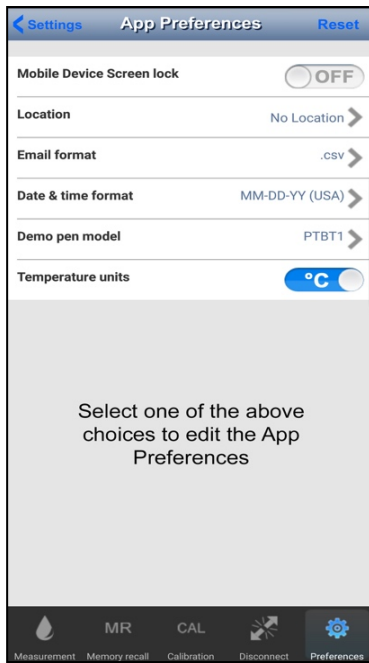 Settings App Preferences Reset
Mobile Device Screen lock OFF
Location No Location
Email format .csv
Date & time format MM-DD-YY (USA)
Demo pen model PTBT1
Temperature units °C
Select one of the above
choices to edit the App
Preferences
MR CAL
Measurement Memory recall Calibration Disconnect Preferences